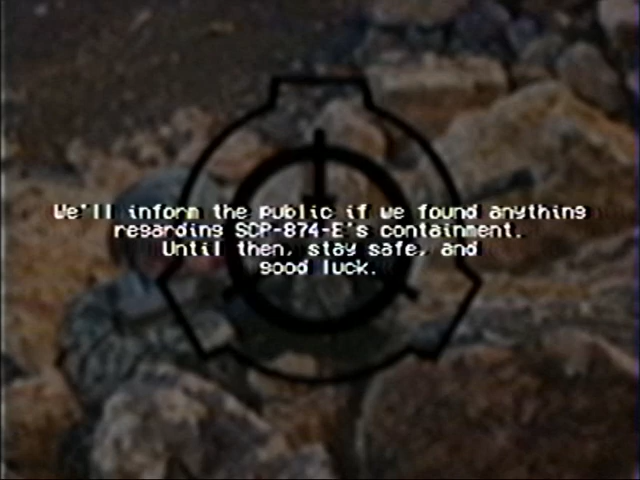 We'll inform the public if we found anything
regarding SCP-874-E's containment.
Until then, stay safe, and
good luck.